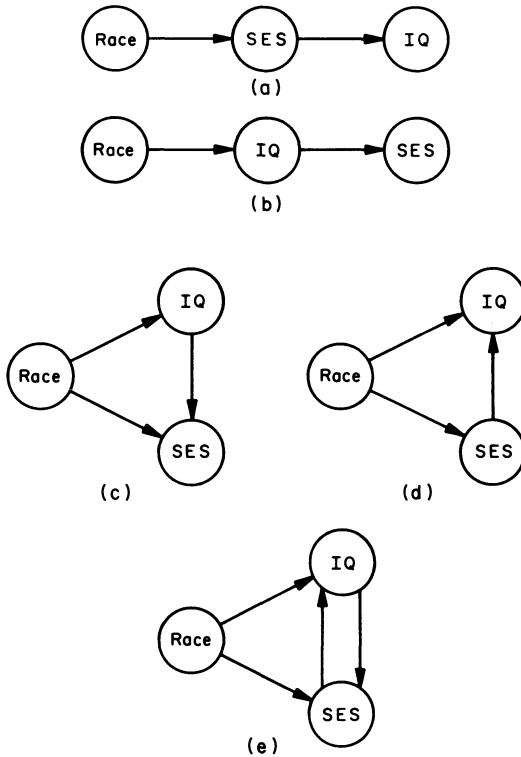 Race SES IQ
(a)
Race IQ SES
(b)
IQ
Race
SES
(c)
IQ
Race
SES
(d)
IQ
Race
SES
(e)